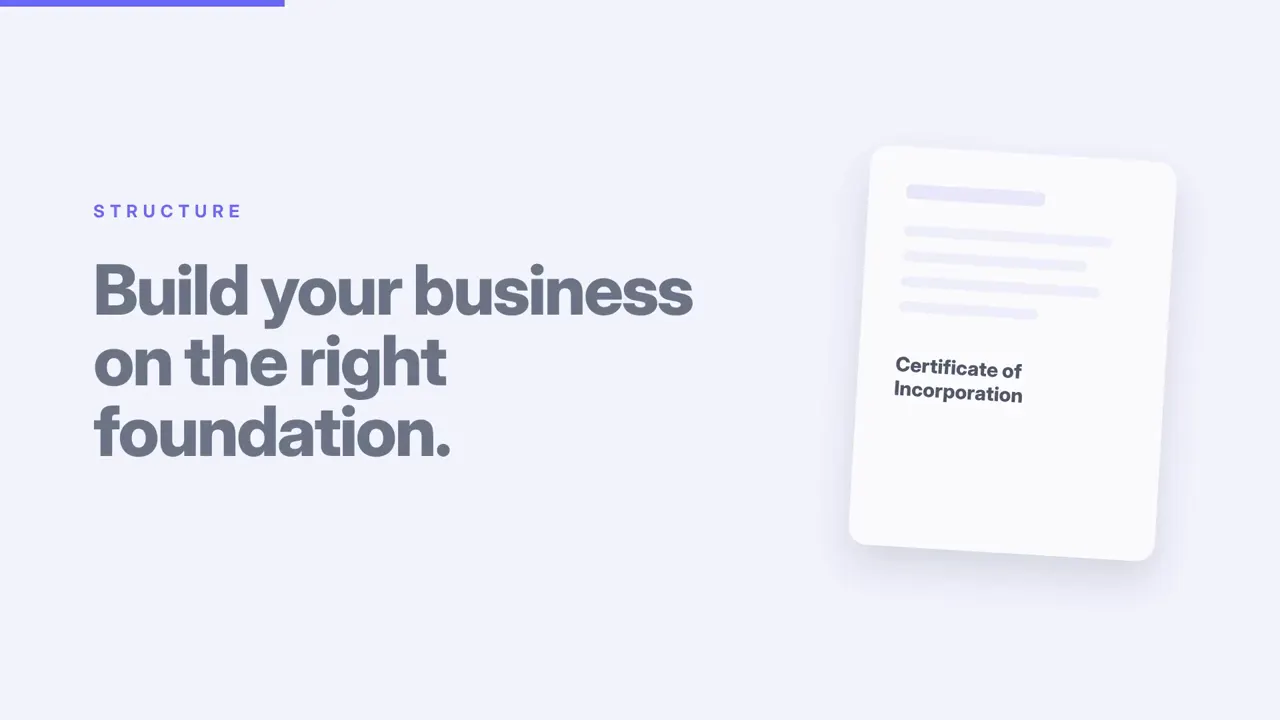 STRUCTURE
Build your business
on the right
foundation.
Certificate of
Incorporation